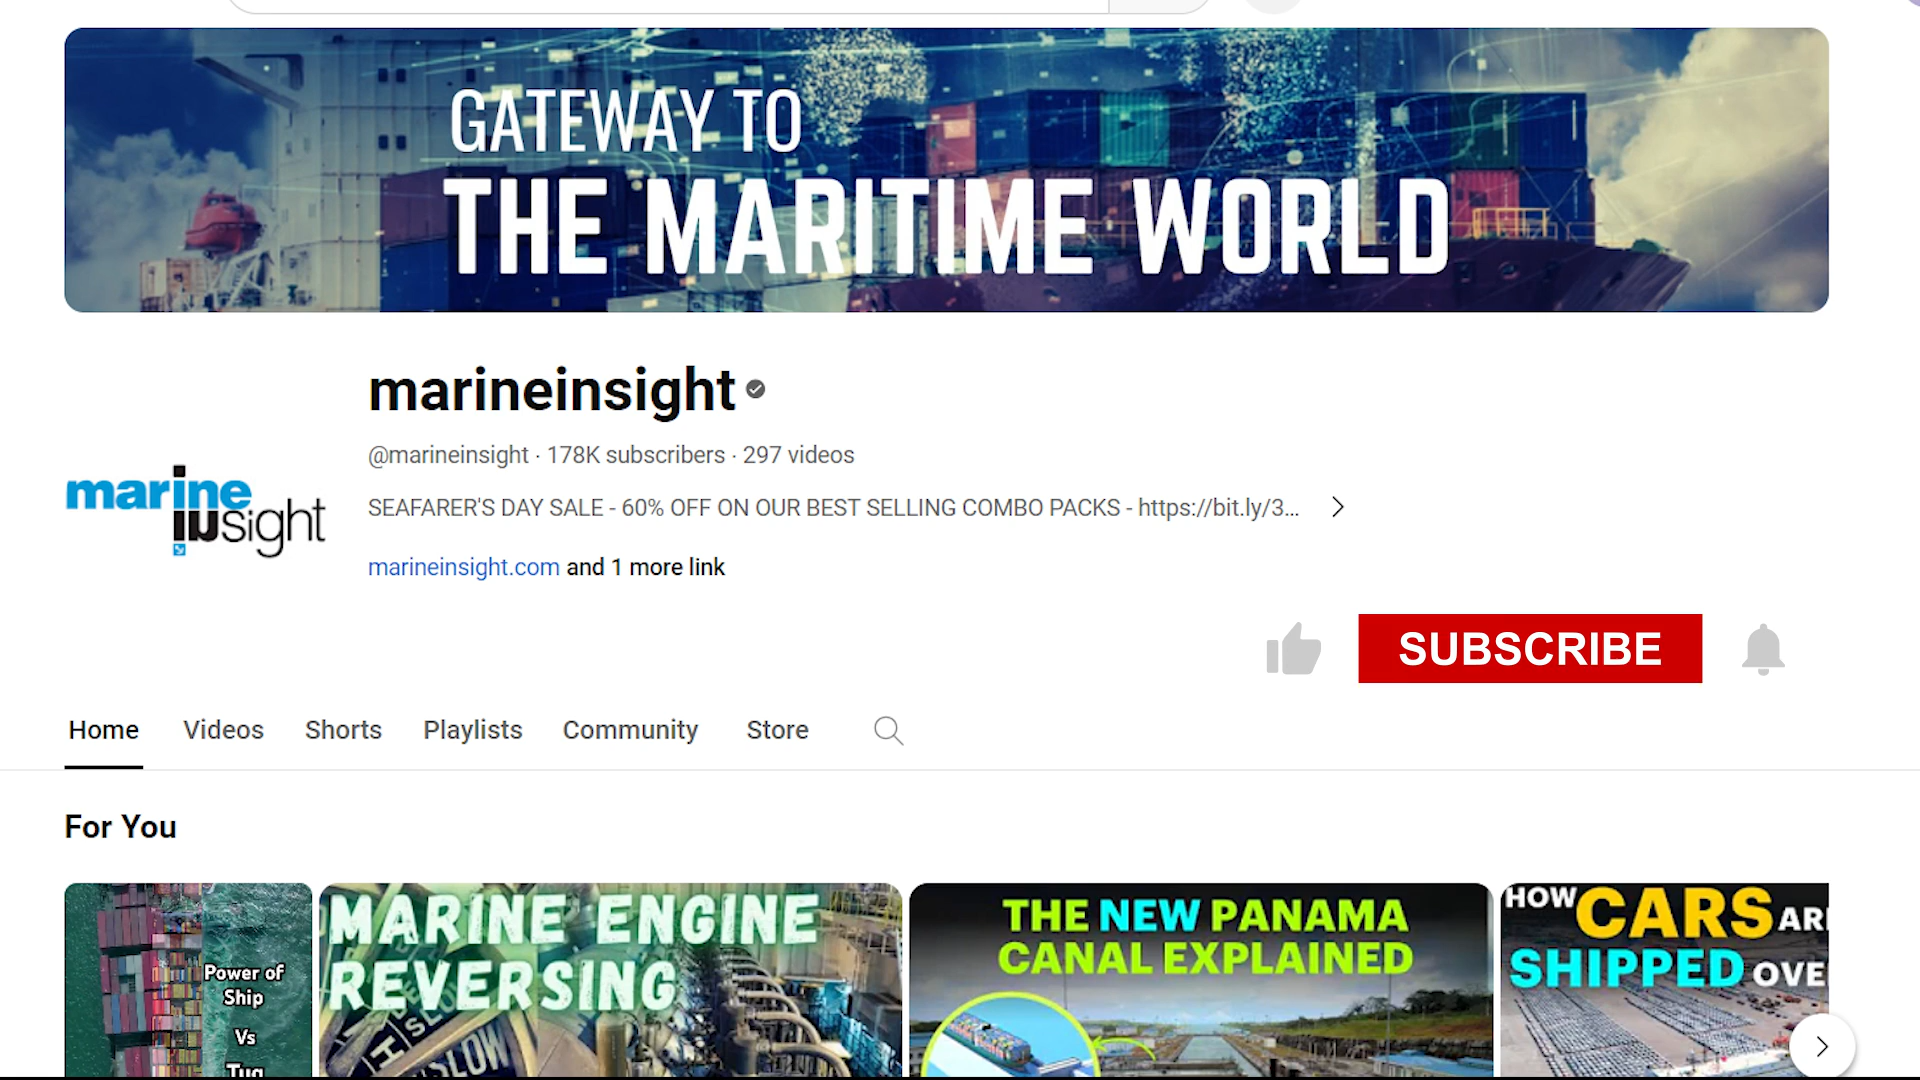 GATEWAY TO
THE MARITIME WORLD
marineinsight
@marineinsight · 178K subscribers · 297 videos
SEAFARER'S DAY SALE - 60% OFF ON OUR BEST SELLING COMBO PACKS - https://bit.ly/3...
marine
insight
marineinsight.com and 1 more link
SUBSCRIBE
Home Videos Shorts Playlists Community Store
For You
Power of
Ship
Vs
Tug
MARINE ENGINE
REVERSING
SLOW
THE NEW PANAMA
CANAL EXPLAINED
HOW CARS AR
SHIPPED OVE